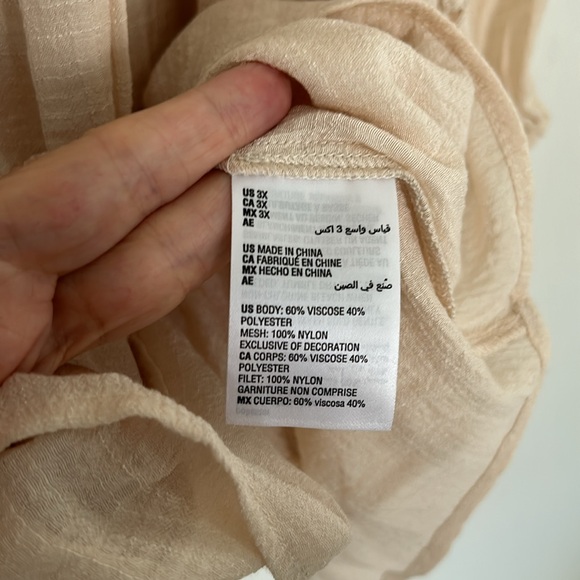 US 3X
CA 3X
MX 3X
AE قياس واسع 3 اكس
US MADE IN CHINA
CA FABRIQUÉ EN CHINE
MX HECHO EN CHINA
AE صُنع في الصين
US BODY: 60% VISCOSE 40%
POLYESTER
MESH: 100% NYLON
EXCLUSIVE OF DECORATION
CA CORPS: 60% VISCOSE 40%
POLYESTER
FILET: 100% NYLON
GARNITURE NON COMPRISE
MX CUERPO: 60% viscosa 40%